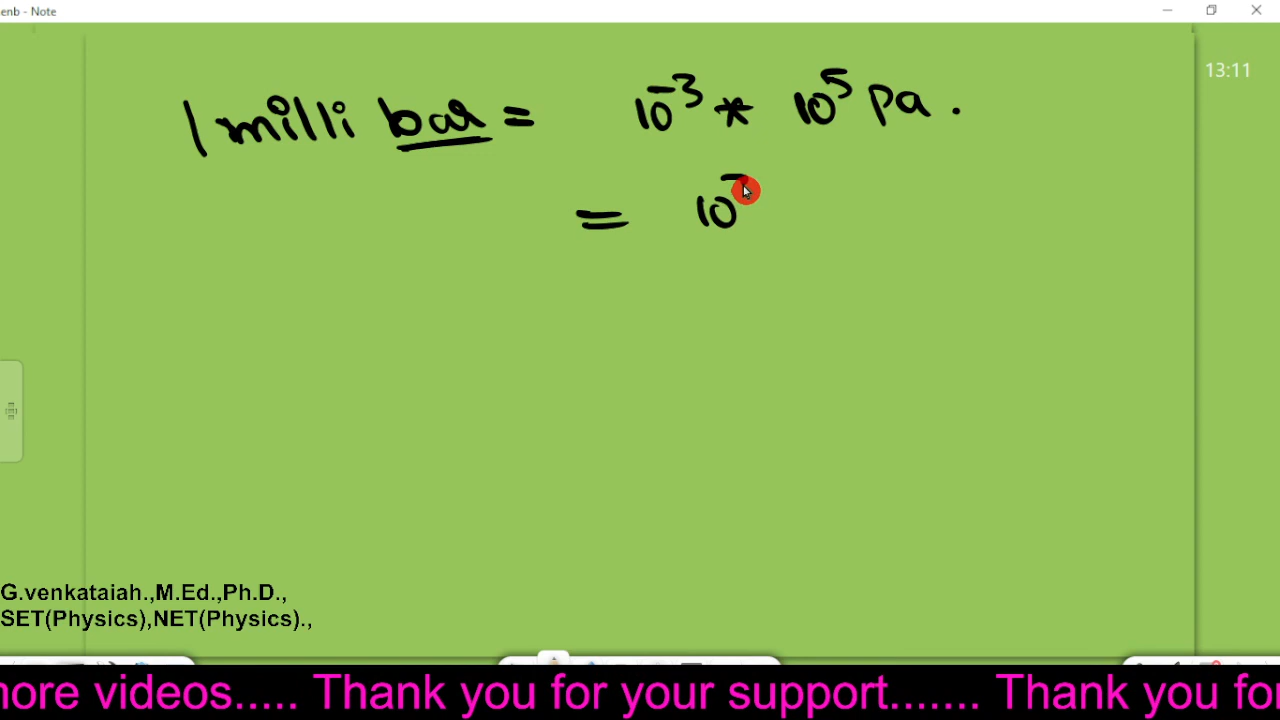 enb - Note
13:11
1 milli bar = 10⁻³ * 10⁵ pa.
= 10⁻
G.venkataiah.,M.Ed.,Ph.D.,
SET(Physics),NET(Physics).,
nore videos..... Thank you for your support....... Thank you for